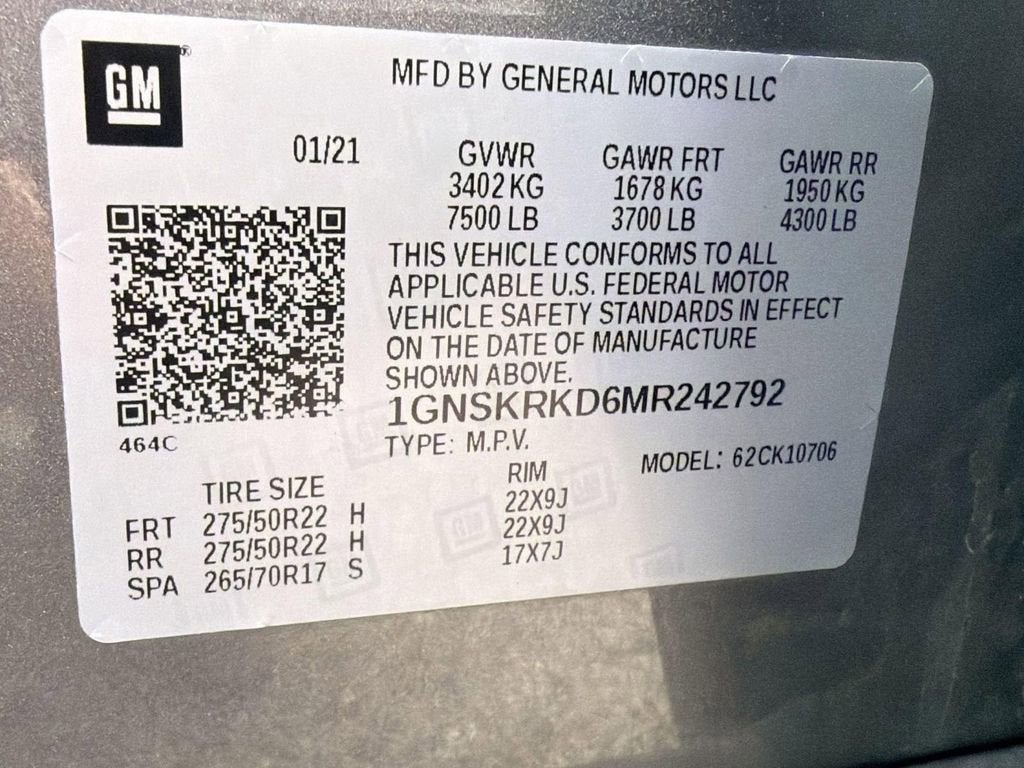 GM ®
MFD BY GENERAL MOTORS LLC
01/21 GVWR GAWR FRT GAWR RR
3402 KG 1678 KG 1950 KG
7500 LB 3700 LB 4300 LB
THIS VEHICLE CONFORMS TO ALL
APPLICABLE U.S. FEDERAL MOTOR
VEHICLE SAFETY STANDARDS IN EFFECT
ON THE DATE OF MANUFACTURE
SHOWN ABOVE.
1GNSKRKD6MR242792
464C
TYPE: M.P.V. MODEL: 62CK10706
TIRE SIZE RIM
FRT 275/50R22 H 22X9J
RR 275/50R22 H 22X9J
SPA 265/70R17 S 17X7J